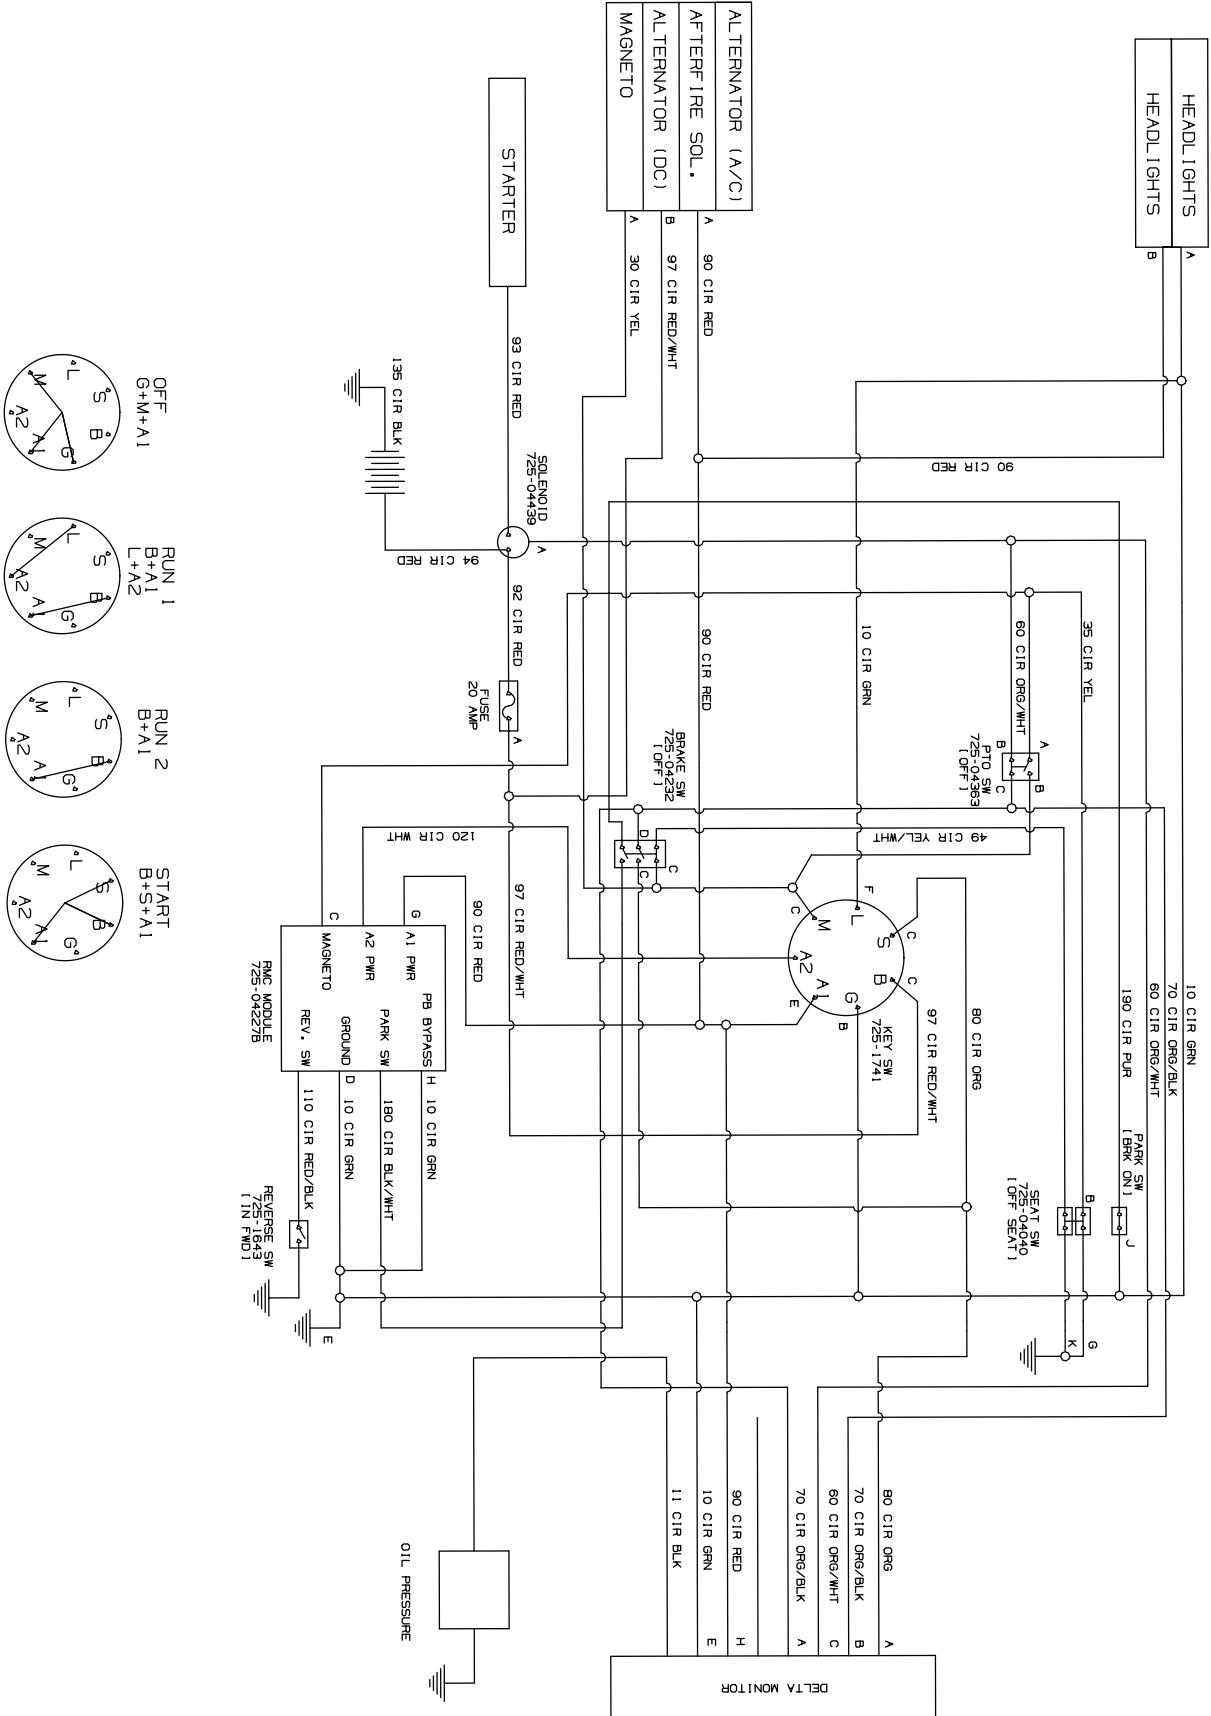 HEADLIGHTS
HEADLIGHTS
A
B
ALTERNATOR (A/C)
AFTERFIRE SOL.
ALTERNATOR (DC)
MAGNETO
A
B
A
90 CIR RED
97 CIR RED/WHT
30 CIR YEL
STARTER
93 CIR RED
135 CIR BLK
SOLENOID
725-04439
A
94 CIR RED
92 CIR RED
FUSE
20 AMP
A
90 CIR RED
90 CIR RED
10 CIR GRN
35 CIR YEL
60 CIR ORG/WHT
A
B
B
C
PTO SW
725-04363
[OFF]
BRAKE SW
725-04232
[OFF]
D
C
C
49 CIR YEL/WHT
120 CIR WHT
97 CIR RED/WHT
90 CIR RED
F
C
C
C
E
B
L
S
B
G
A1
A2
M
KEY SW
725-1741
97 CIR RED/WHT
80 CIR ORG
10 CIR GRN
70 CIR ORG/BLK
60 CIR ORG/WHT
190 CIR PUR
PARK SW
[BRK ON]
J
SEAT SW
725-04040
[OFF SEAT]
B
G
K
C
G
A1 PWR
A2 PWR
MAGNETO
PB BYPASS
PARK SW
GROUND
REV. SW
RMC MODULE
725-04227B
H
D
10 CIR GRN
180 CIR BLK/WHT
10 CIR GRN
110 CIR RED/BLK
REVERSE SW
725-1643
[IN FWD]
E
80 CIR ORG
70 CIR ORG/BLK
60 CIR ORG/WHT
70 CIR ORG/BLK
90 CIR RED
10 CIR GRN
11 CIR BLK
A
B
C
A
H
E
DELTA MONITOR
OIL PRESSURE
OFF
G+M+A1
L
S
B
G
A1
A2
M
RUN 1
B+A1
L+A2
L
S
B
G
A1
A2
M
RUN 2
B+A1
L
S
B
G
A1
A2
M
START
B+S+A1
L
S
B
G
A1
A2
M